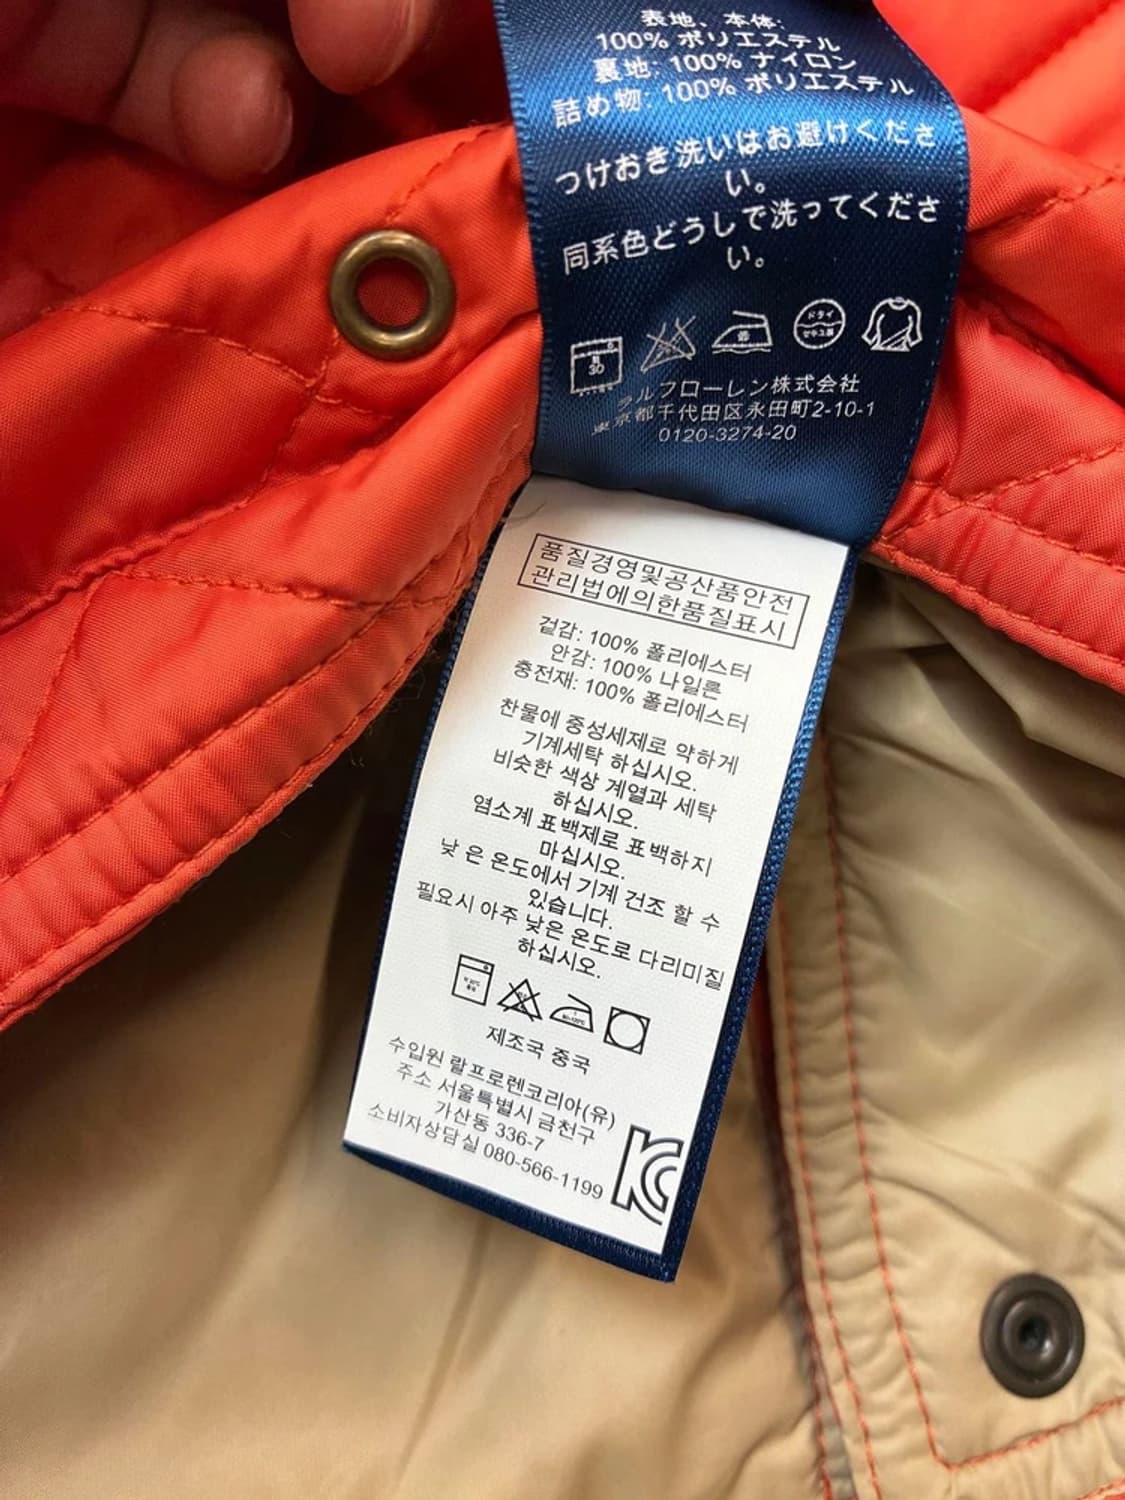 表地、本体:
100% ポリエステル
裏地: 100% ナイロン
詰め物: 100% ポリエステル
つけおき洗いはお避けくださ
い。
同系色どうしで洗ってくださ
い。
30
ドライ
セキユ系
ラルフローレン株式会社
東京都千代田区永田町2-10-1
0120-3274-20
품질경영및공산품안전
관리법에의한품질표시
겉감: 100% 폴리에스터
안감: 100% 나일론
충전재: 100% 폴리에스터
찬물에 중성세제로 약하게
기계세탁 하십시오.
비슷한 색상 계열과 세탁
하십시오.
염소계 표백제로 표백하지
마십시오.
낮 은 온도에서 기계 건조 할 수
있습니다.
필요시 아주 낮은 온도로 다리미질
하십시오.
제조국 중국
수입원 랄프로렌코리아(유)
주소 서울특별시 금천구
가산동 336-7
소비자상담실 080-566-1199